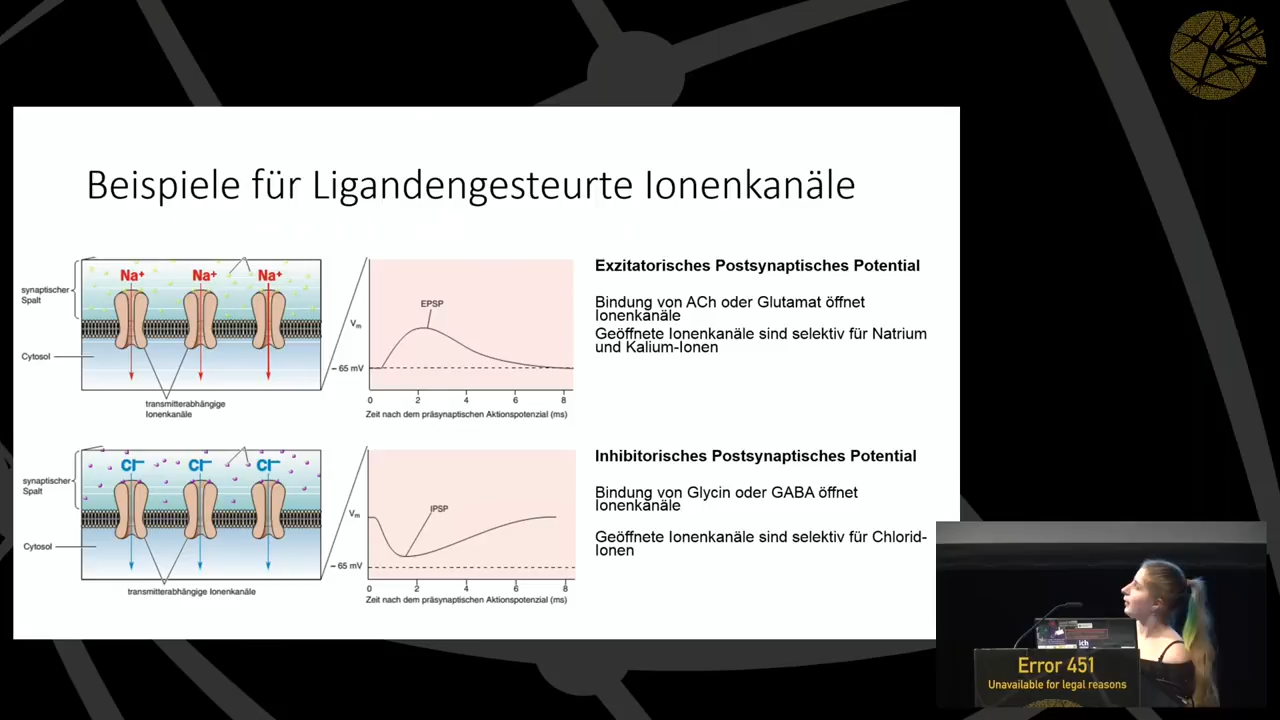 Beispiele für Ligandengesteurte Ionenkanäle
Na+
Na+
Na+
synaptischer
Spalt
Cytosol
transmitterabhängige
Ionenkanäle
Vm
EPSP
– 65 mV
0
2
4
6
8
Zeit nach dem präsynaptischen Aktionspotenzial (ms)
Exzitatorisches Postsynaptisches Potential
Bindung von ACh oder Glutamat öffnet
Ionenkanäle
Geöffnete Ionenkanäle sind selektiv für Natrium
und Kalium-Ionen
Cl–
Cl–
Cl–
synaptischer
Spalt
Cytosol
transmitterabhängige Ionenkanäle
Vm
IPSP
– 65 mV
0
2
4
6
8
Zeit nach dem präsynaptischen Aktionspotenzial (ms)
Inhibitorisches Postsynaptisches Potential
Bindung von Glycin oder GABA öffnet
Ionenkanäle
Geöffnete Ionenkanäle sind selektiv für Chlorid-
Ionen
ich
Error 451
Unavailable for legal reasons